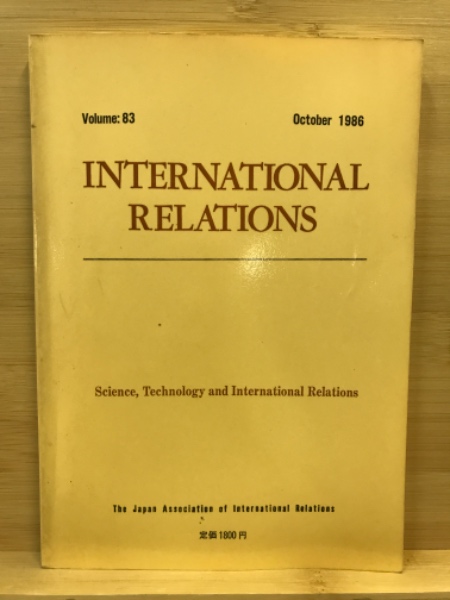 Volume: 83 October 1986
INTERNATIONAL
RELATIONS
Science, Technology and International Relations
The Japan Association of International Relations
定価1800円